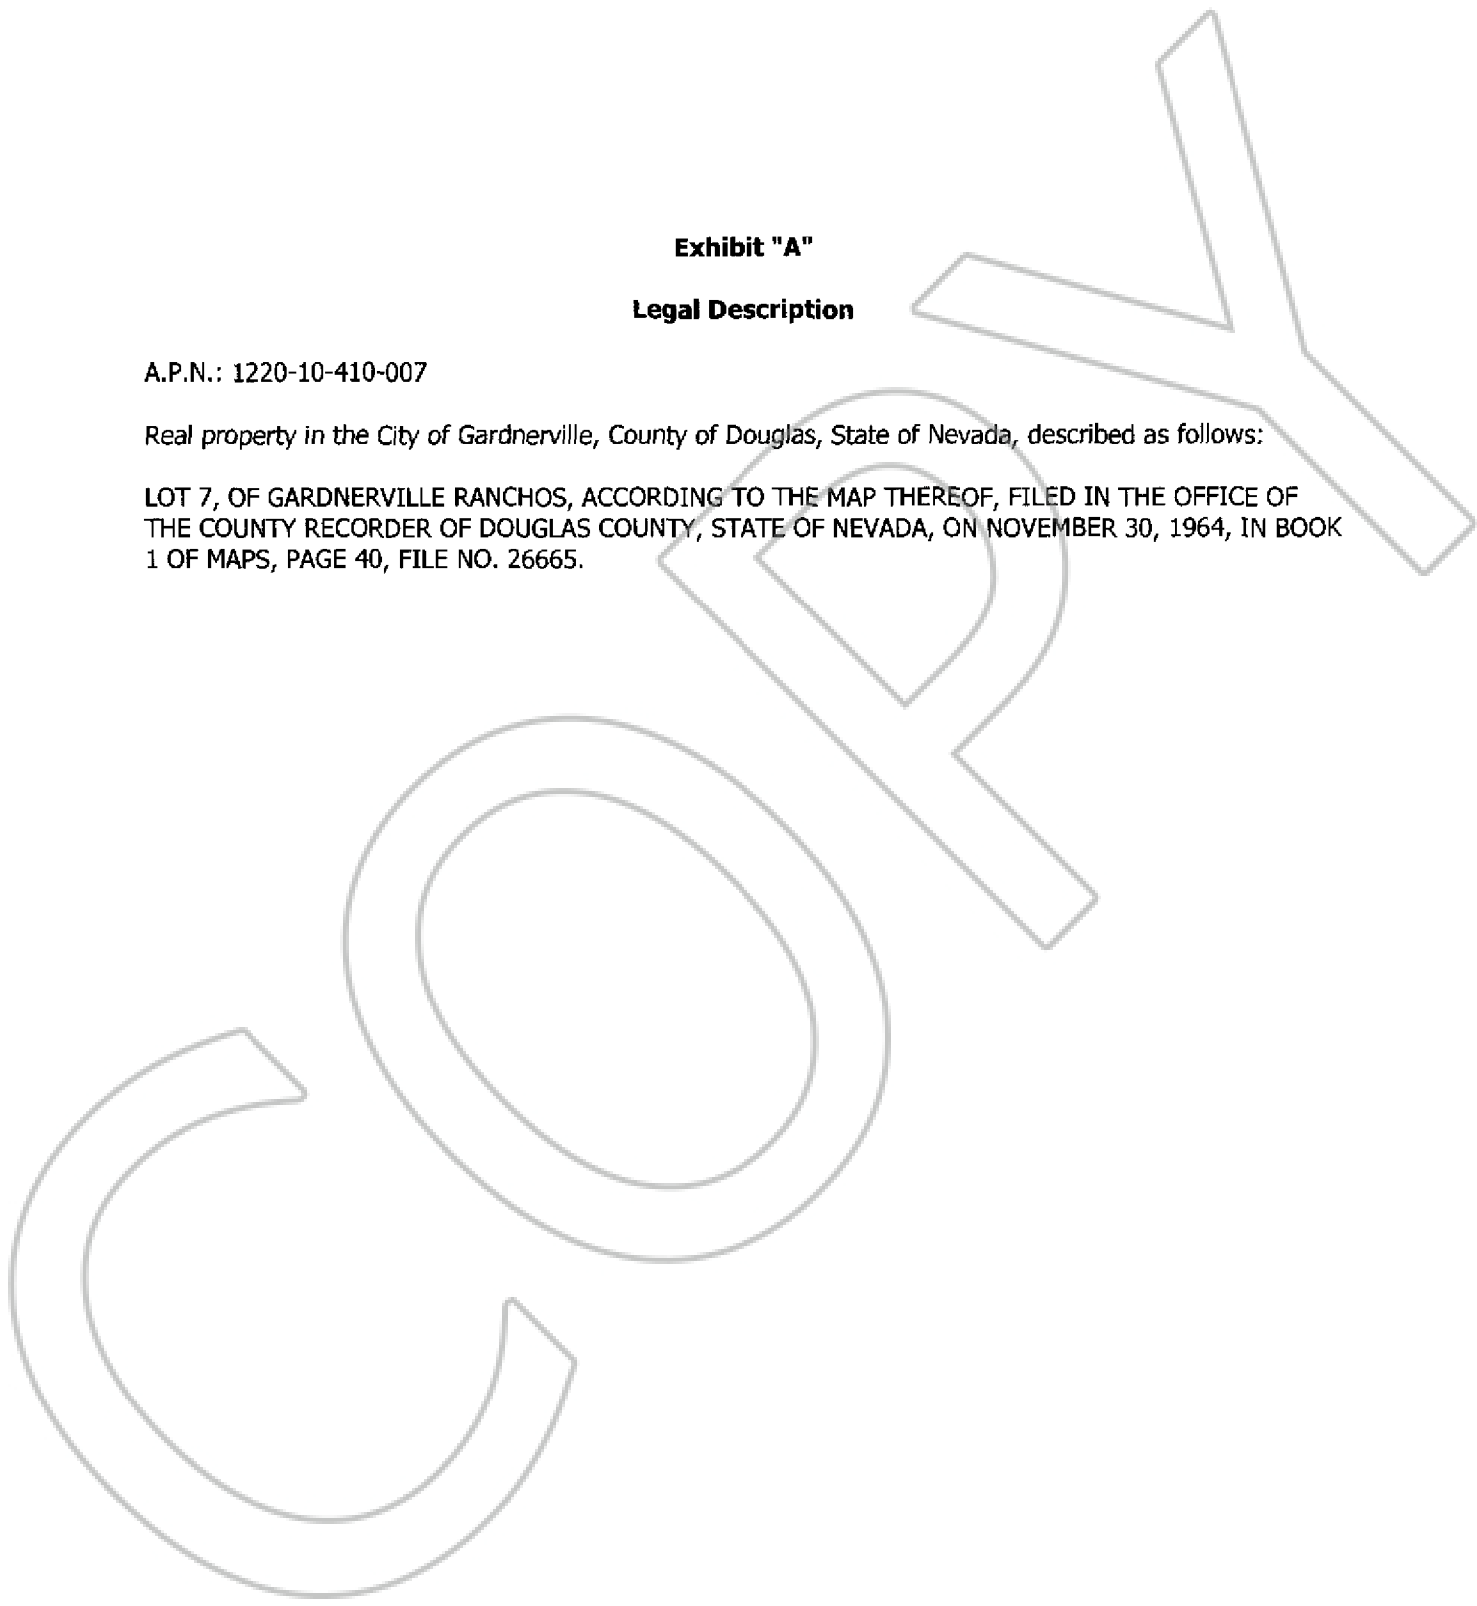 Exhibit "A"
Legal Description
A.P.N.: 1220-10-410-007
Real property in the City of Gardnerville, County of Douglas, State of Nevada, described as follows:
LOT 7, OF GARDNERVILLE RANCHOS, ACCORDING TO THE MAP THEREOF, FILED IN THE OFFICE OF
THE COUNTY RECORDER OF DOUGLAS COUNTY, STATE OF NEVADA, ON NOVEMBER 30, 1964, IN BOOK
1 OF MAPS, PAGE 40, FILE NO. 26665.
COPY